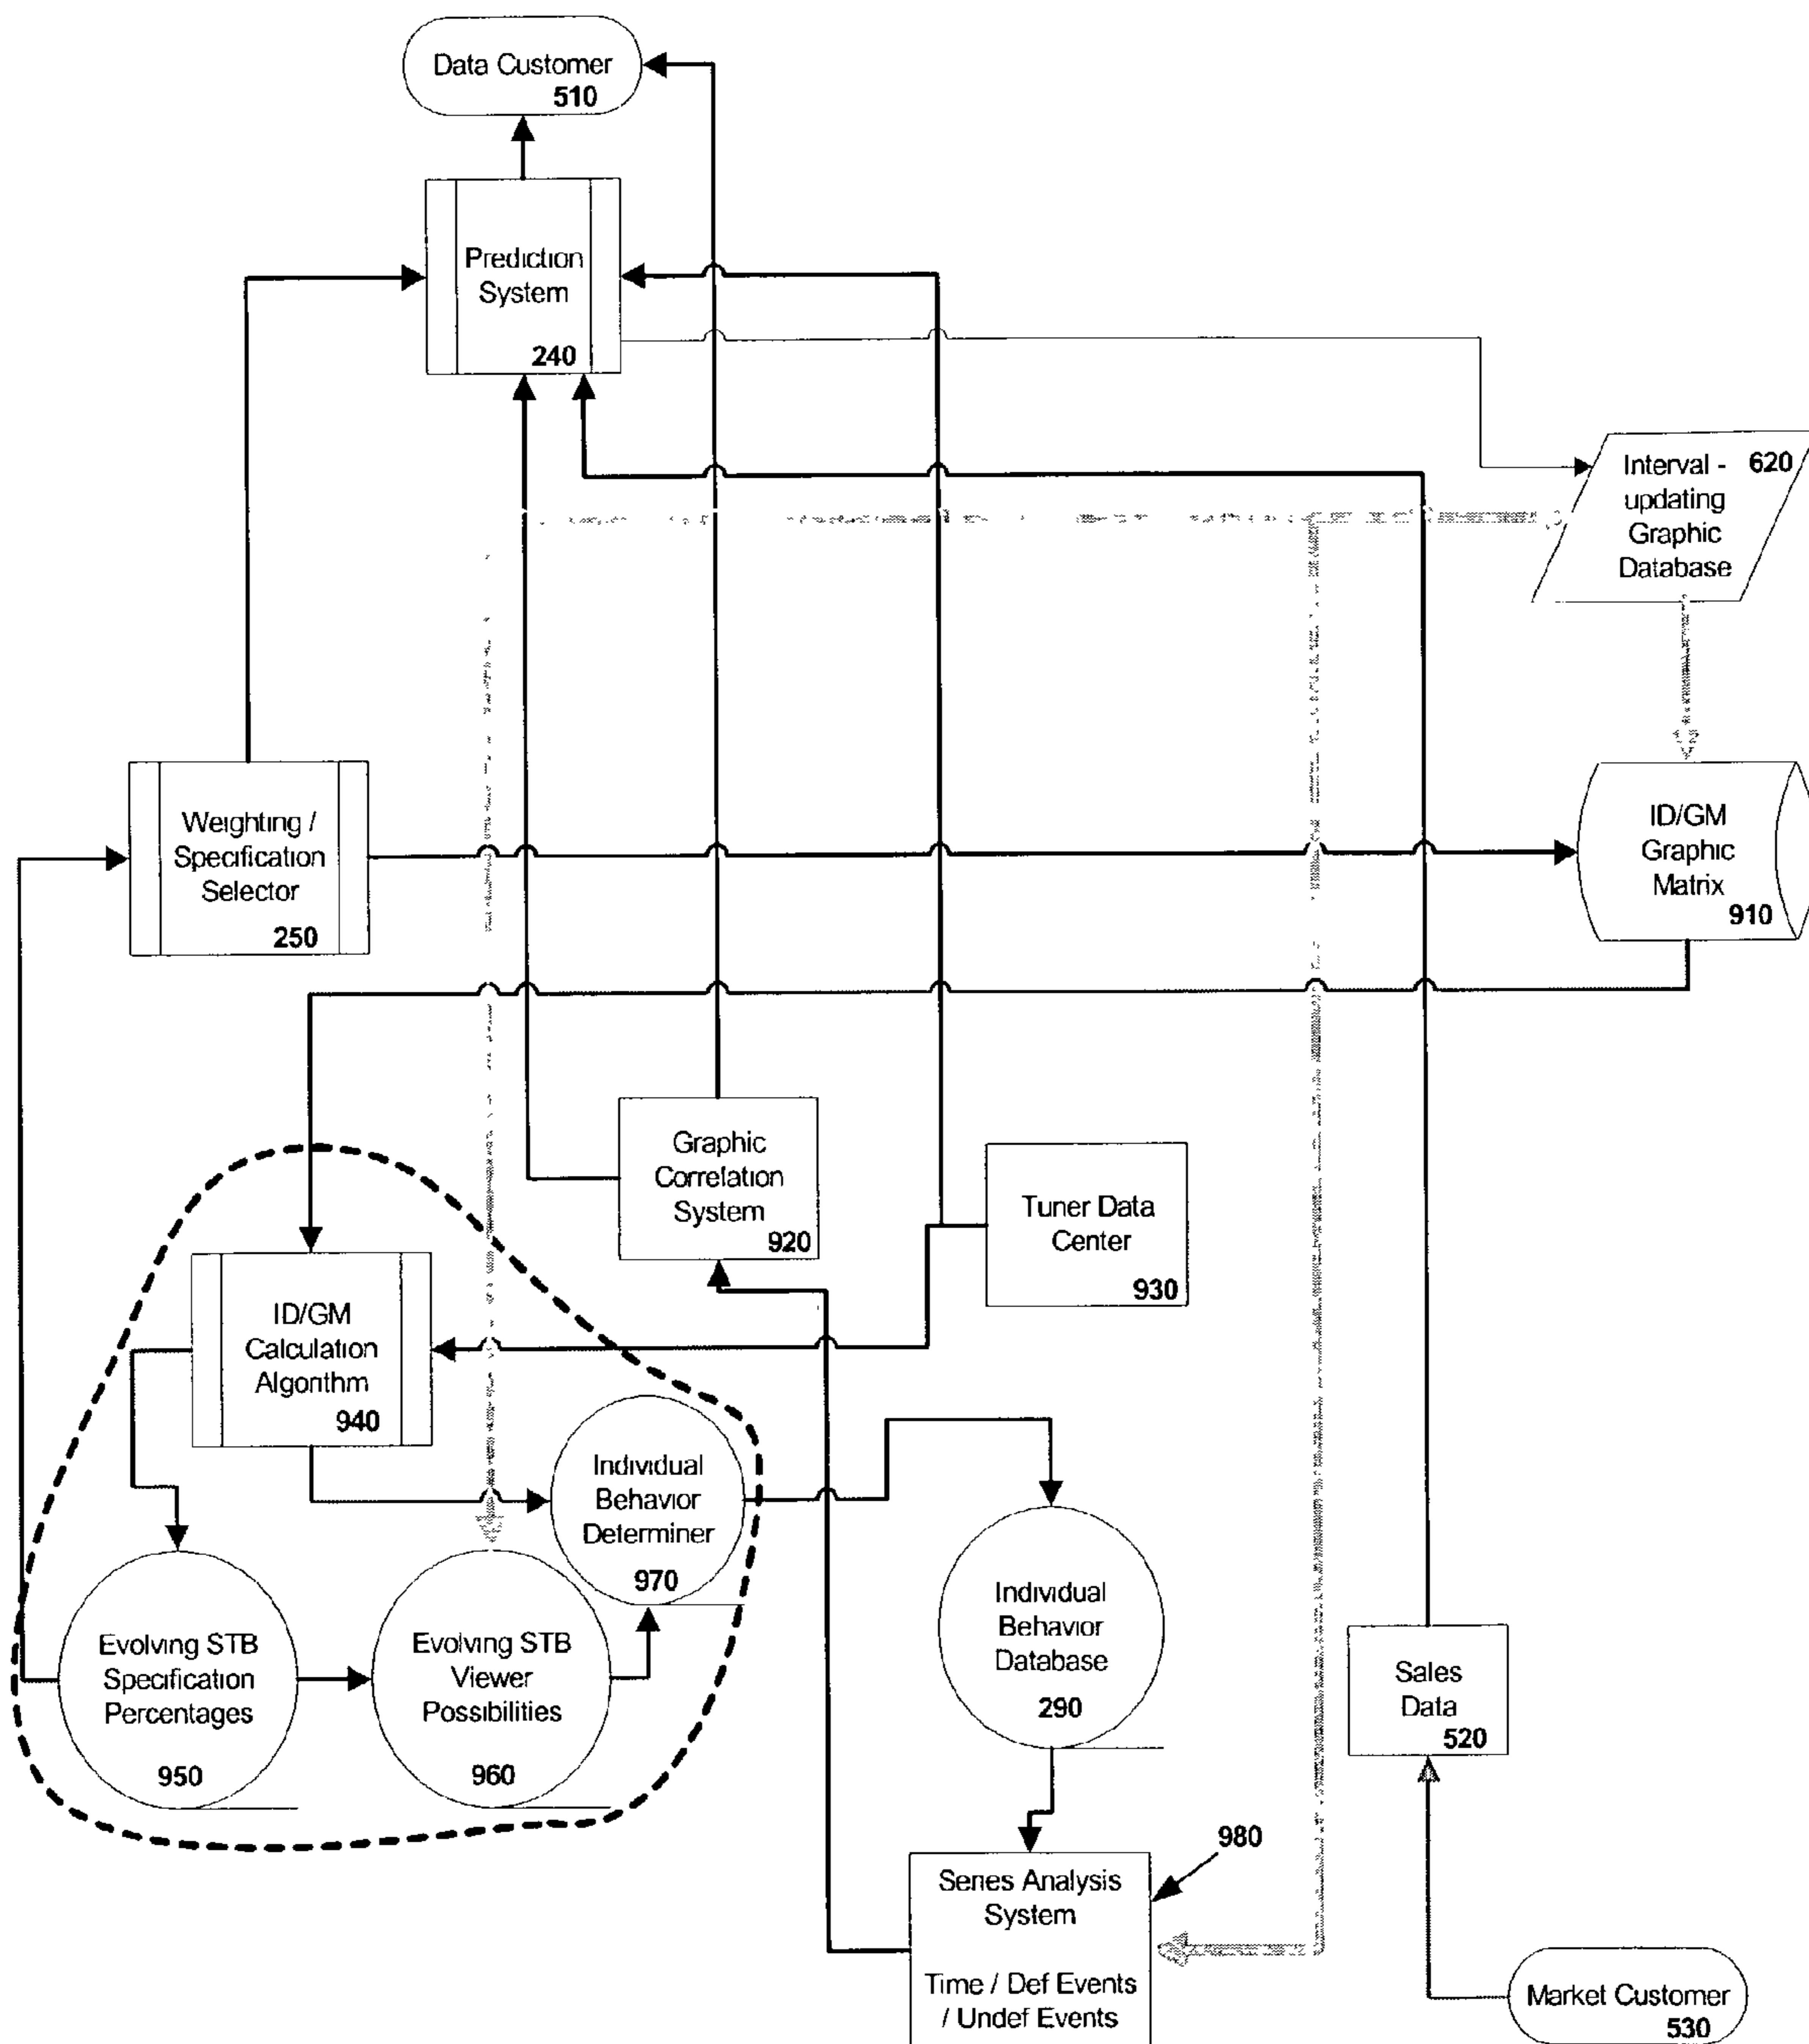 Data Customer
510
Prediction
System
240
Interval - 620
updating
Graphic
Database
Weighting /
Specification
Selector
250
ID/GM
Graphic
Matrix
910
Graphic
Correlation
System
920
Tuner Data
Center
930
ID/GM
Calculation
Algorithm
940
Individual
Behavior
Determiner
970
Evolving STB
Specification
Percentages
950
Evolving STB
Viewer
Possibilities
960
Individual
Behavior
Database
290
Sales
Data
520
980
Series Analysis
System
Time / Def Events
/ Undef Events
Market Customer
530